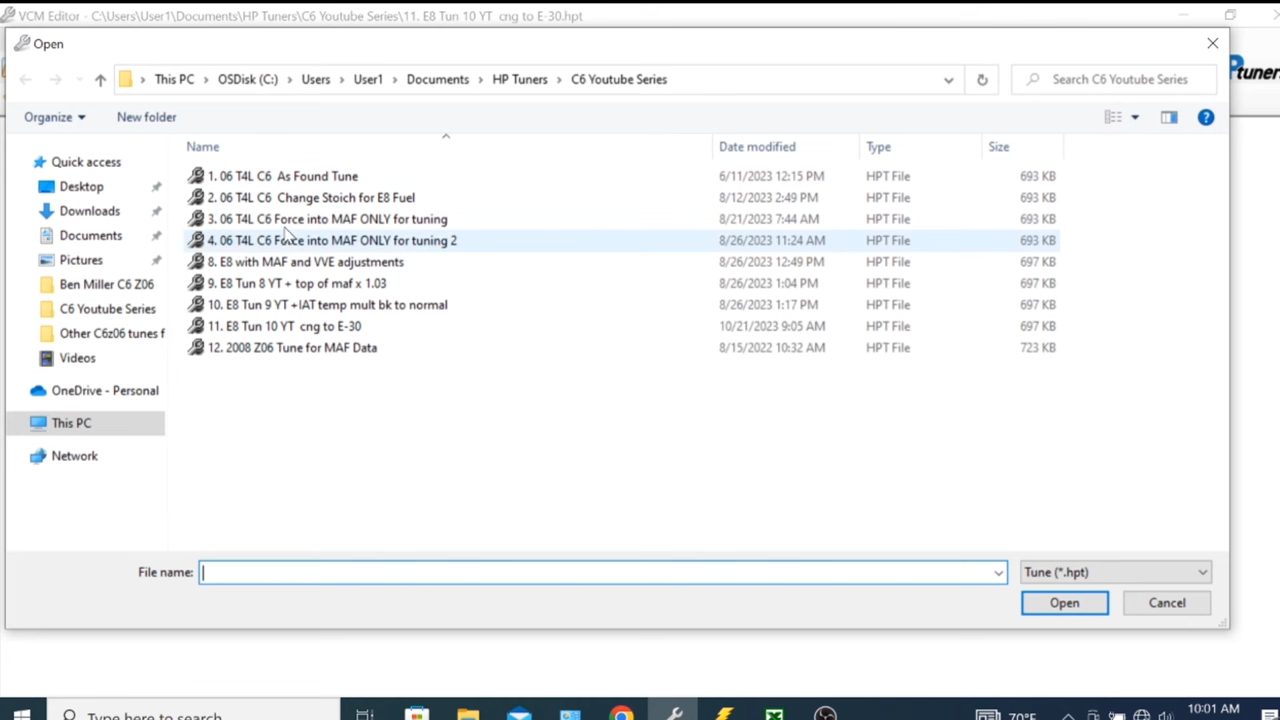 VCM Editor - C:\Users\User1\Documents\HP Tuners\C6 Youtube Series\11. E8 Tun 10 YT  cng to E-30.hpt
Open
This PC > OSDisk (C:) > Users > User1 > Documents > HP Tuners > C6 Youtube Series
Search C6 Youtube Series
tuners
Organize
New folder
Name
Date modified
Type
Size
Quick access
Desktop
Downloads
Documents
Pictures
Ben Miller C6 Z06
C6 Youtube Series
Other C6z06 tunes f
Videos
OneDrive - Personal
This PC
Network
1. 06 T4L C6  As Found Tune 6/11/2023 12:15 PM HPT File 693 KB
2. 06 T4L C6  Change Stoich for E8 Fuel 8/12/2023 2:49 PM HPT File 693 KB
3. 06 T4L C6 Force into MAF ONLY for tuning 8/21/2023 7:44 AM HPT File 693 KB
4. 06 T4L C6 Force into MAF ONLY for tuning 2 8/26/2023 11:24 AM HPT File 693 KB
8. E8 with MAF and VVE adjustments 8/26/2023 12:49 PM HPT File 697 KB
9. E8 Tun 8 YT + top of maf x 1.03 8/26/2023 1:04 PM HPT File 697 KB
10. E8 Tun 9 YT +IAT temp mult bk to normal 8/26/2023 1:17 PM HPT File 697 KB
11. E8 Tun 10 YT  cng to E-30 10/21/2023 9:05 AM HPT File 697 KB
12. 2008 Z06 Tune for MAF Data 8/15/2022 10:32 AM HPT File 723 KB
File name:
Tune (*.hpt)
Open
Cancel
Type here to search
70°F
10:01 AM